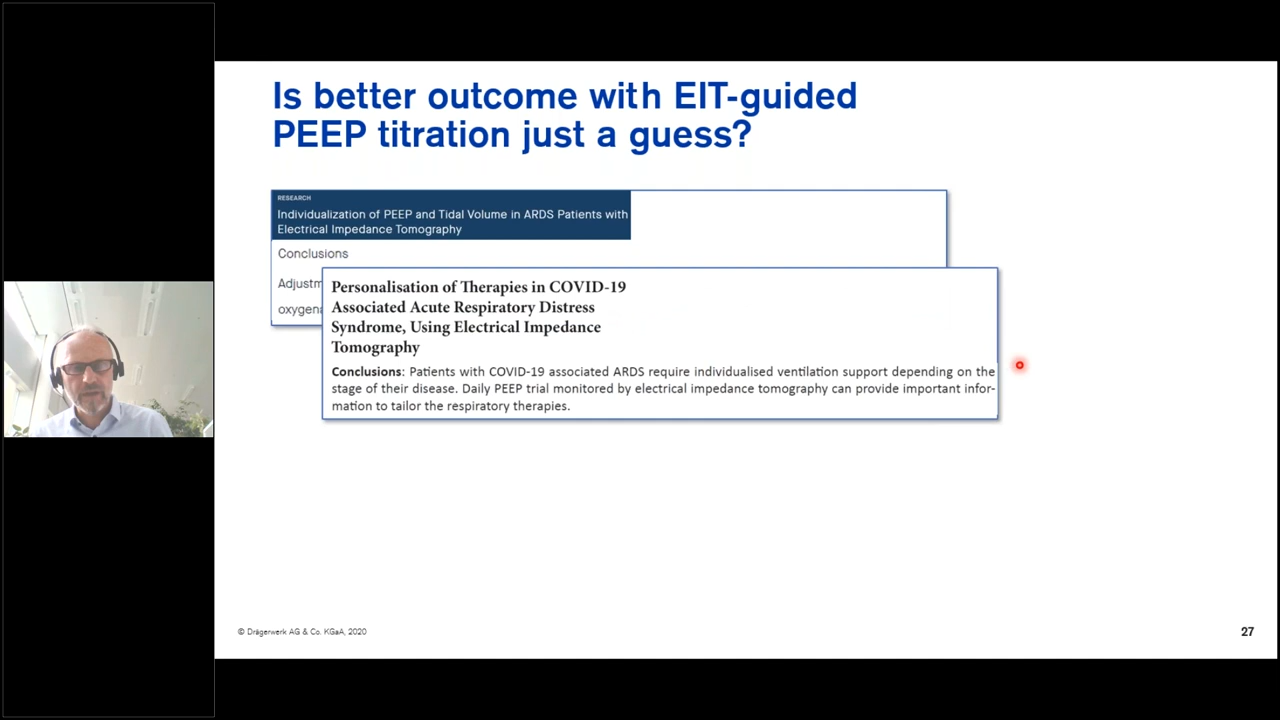 Is better outcome with EIT-guided
PEEP titration just a guess?
RESEARCH
Individualization of PEEP and Tidal Volume in ARDS Patients with
Electrical Impedance Tomography
Conclusions
Personalisation of Therapies in COVID-19
Associated Acute Respiratory Distress
Syndrome, Using Electrical Impedance
Tomography
Conclusions: Patients with COVID-19 associated ARDS require individualised ventilation support depending on the
stage of their disease. Daily PEEP trial monitored by electrical impedance tomography can provide important infor-
mation to tailor the respiratory therapies.
© Drägerwerk AG & Co. KGaA, 2020
27